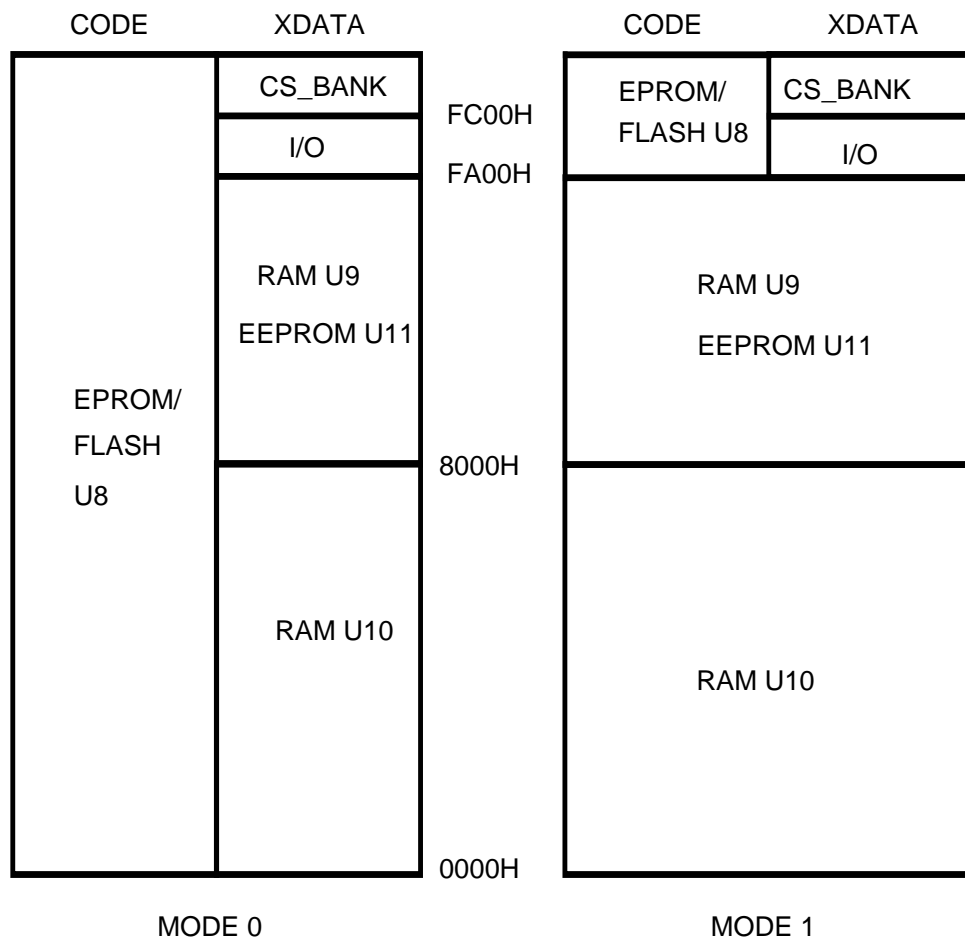 CODE XDATA CODE XDATA
CS_BANK
EPROM/
FLASH U8
CS_BANK
FC00H
I/O
I/O
FA00H
RAM U9
EEPROM U11
RAM U9
EEPROM U11
EPROM/
FLASH
U8
8000H
RAM U10
RAM U10
0000H
MODE 0 MODE 1